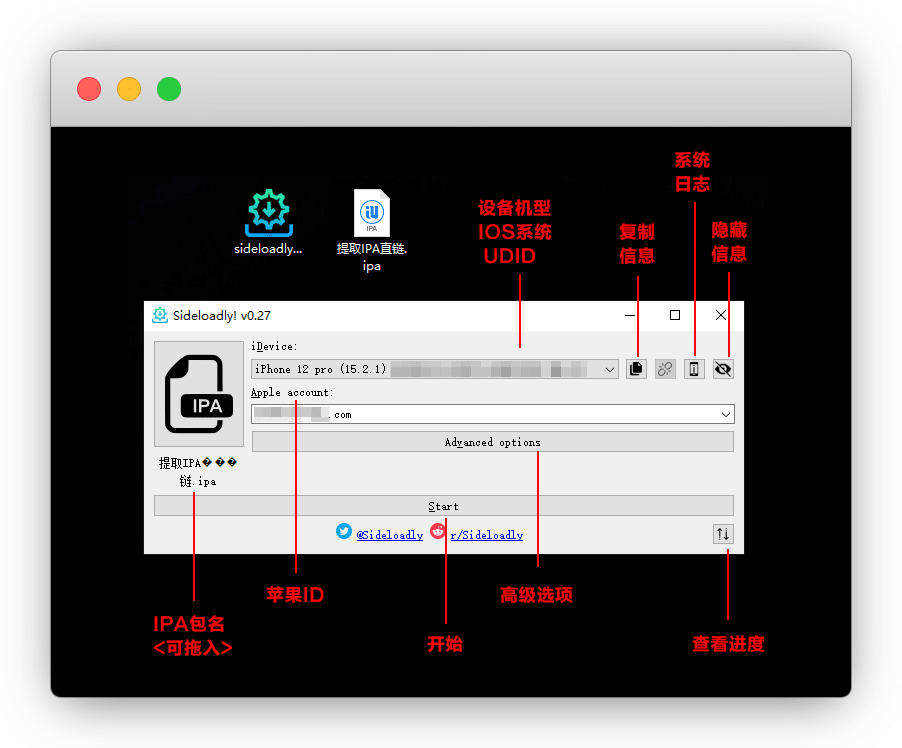 系统
日志
设备机型
IOS系统
UDID
复制
信息
隐藏
信息
sideloadly...
IPA
提取IPA直链.
ipa
Sideloadly! v0.27
iDevice:
iPhone 12 pro (15.2.1)
Apple account:
.com
IPA
Advanced options
提取IPA���
链.ipa
Start
@Sideloadly r/Sideloadly
苹果ID
高级选项
IPA包名
<可拖入>
开始
查看进度